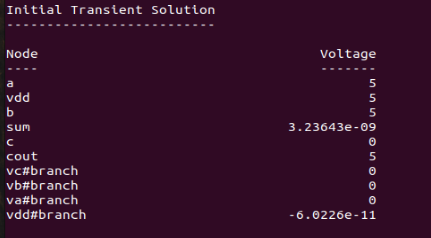 Initial Transient Solution
--------------------------
Node Voltage
---- -------
a 5
vdd 5
b 5
sum 3.23643e-09
c 0
cout 5
vc#branch 0
vb#branch 0
va#branch 0
vdd#branch -6.0226e-11